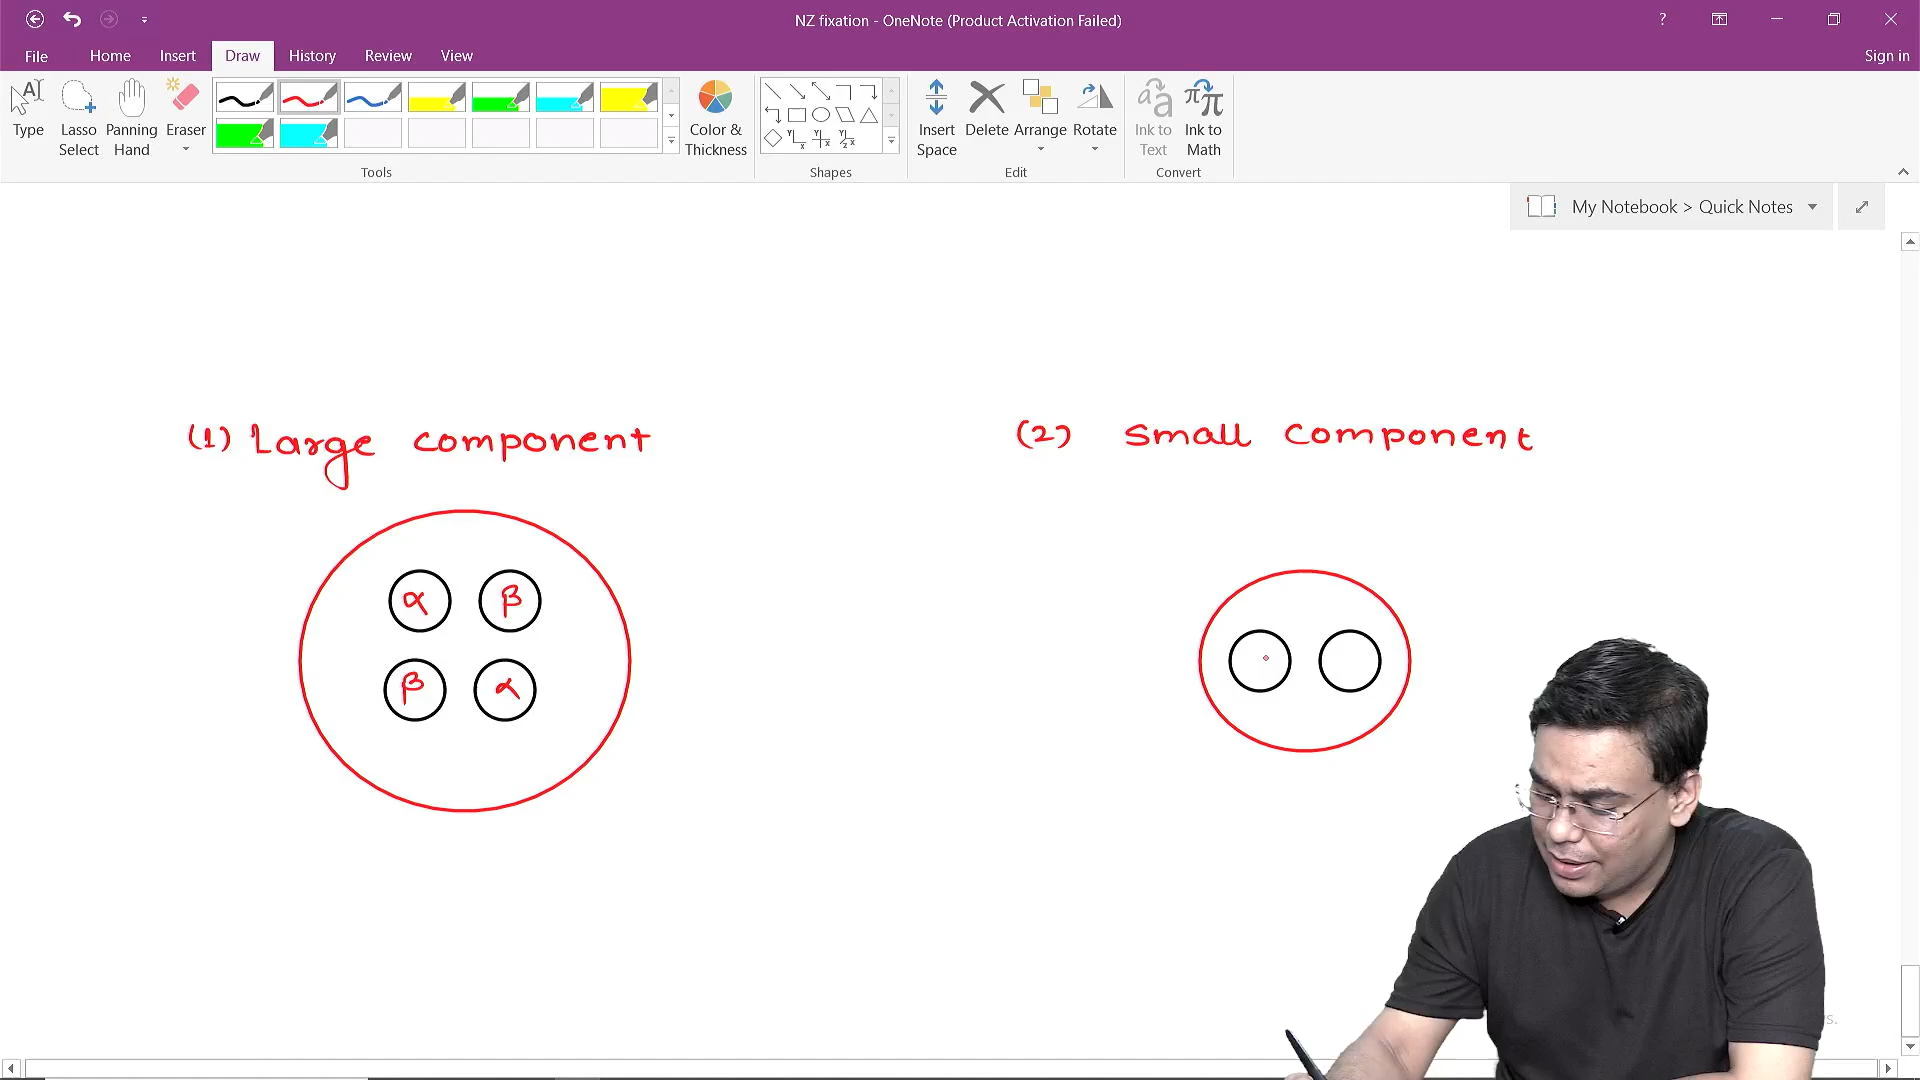 NZ fixation - OneNote (Product Activation Failed)
?
File Home Insert Draw History Review View
Sign in
Type
Lasso Select
Panning Hand
Eraser
Color & Thickness
Insert Space
Delete
Arrange
Rotate
Ink to Text
Ink to Math
Tools
Shapes
Edit
Convert
My Notebook > Quick Notes
(1) Large component
(2) Small component
α β
β α